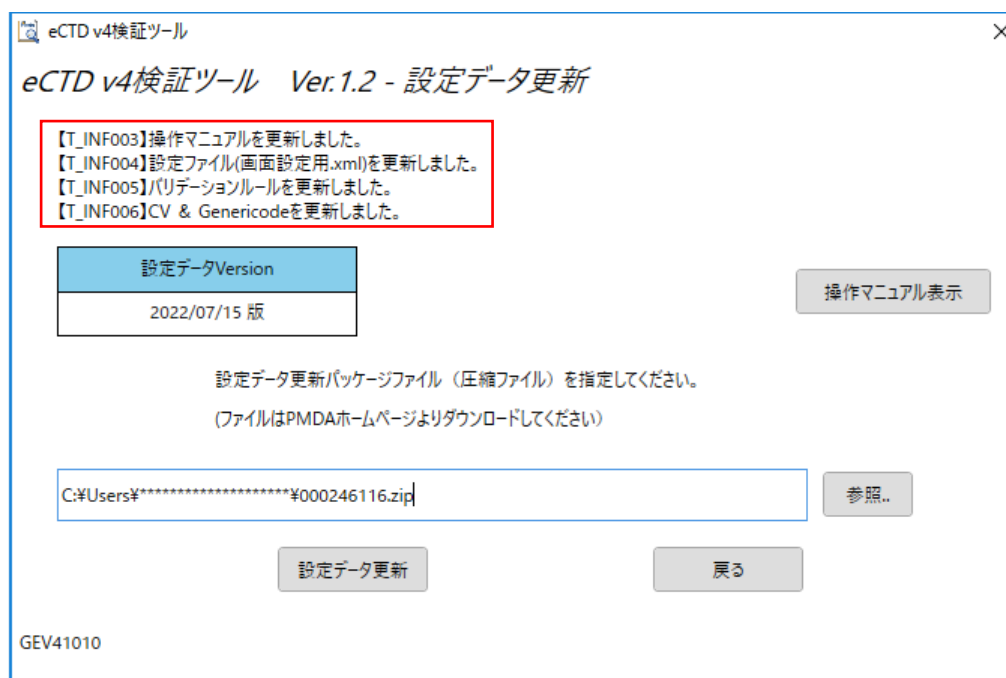 eCTD v4検証ツール
eCTD v4検証ツール　Ver.1.2 - 設定データ更新
【T_INF003】操作マニュアルを更新しました。
【T_INF004】設定ファイル(画面設定用.xml)を更新しました。
【T_INF005】バリデーションルールを更新しました。
【T_INF006】CV & Genericodeを更新しました。
設定データVersion
2022/07/15 版
操作マニュアル表示
設定データ更新パッケージファイル（圧縮ファイル）を指定してください。
(ファイルはPMDAホームページよりダウンロードしてください）
C:¥Users¥********************¥000246116.zip
参照..
設定データ更新
戻る
GEV41010